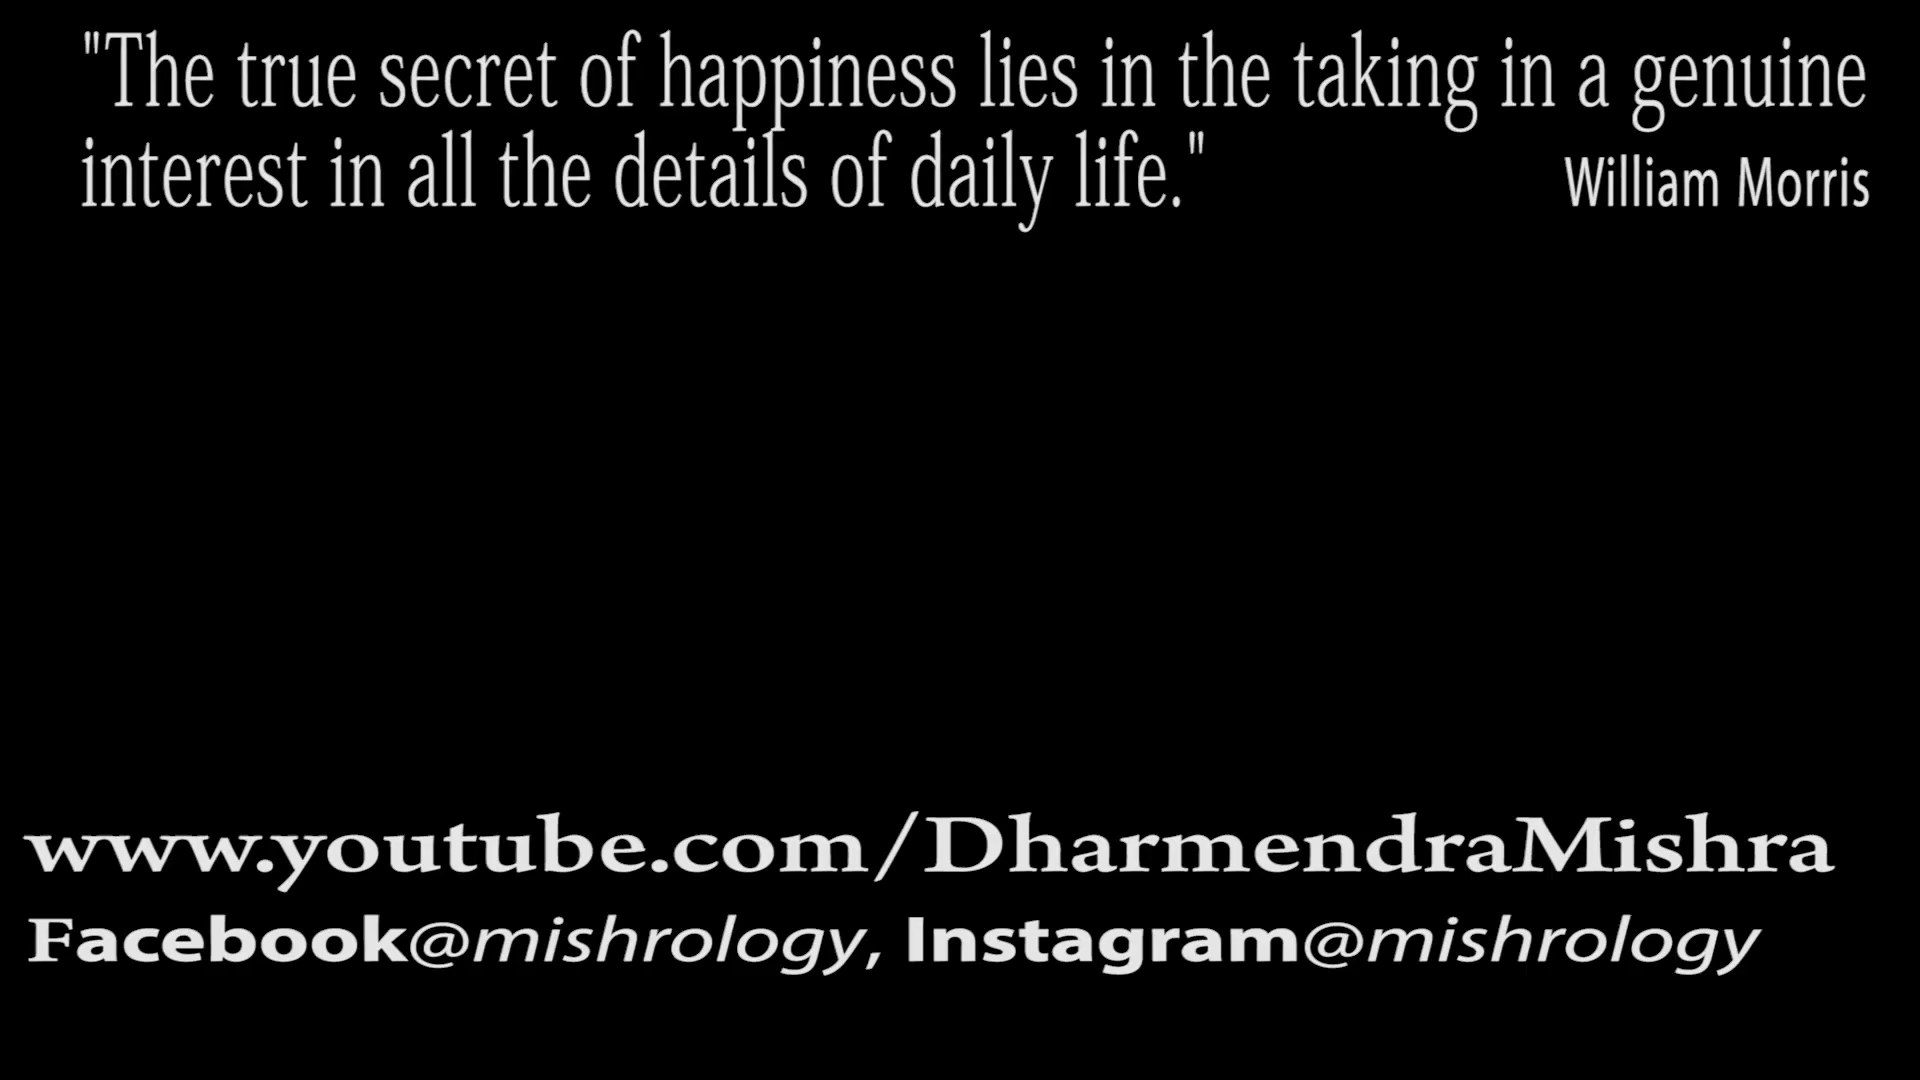 "The true secret of happiness lies in the taking in a genuine
interest in all the details of daily life."
William Morris
www.youtube.com/DharmendraMishra
Facebook@mishrology, Instagram@mishrology